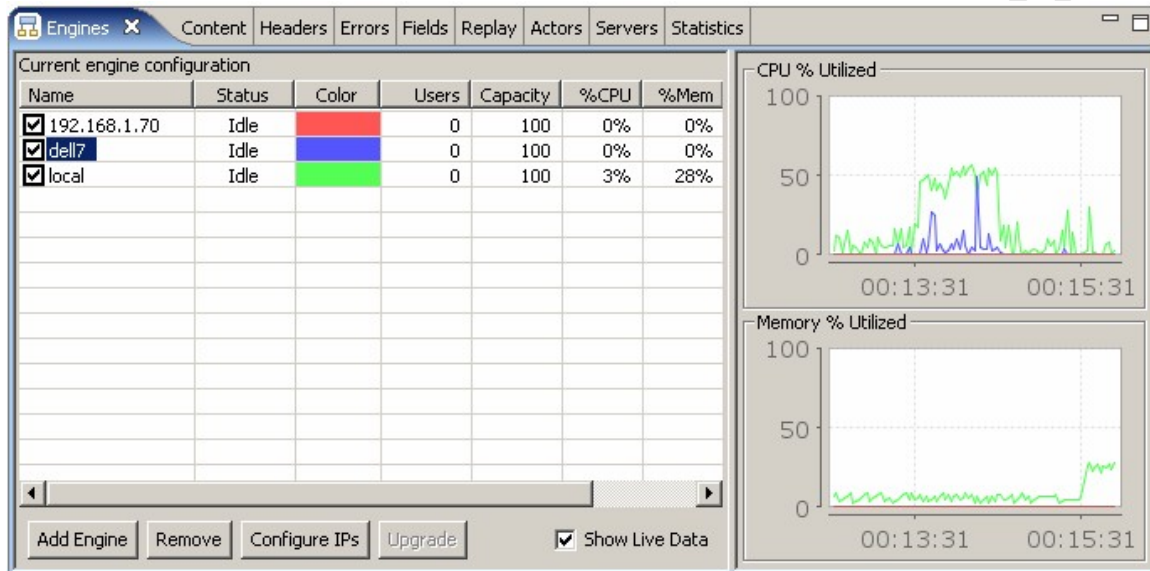 Engines Content Headers Errors Fields Replay Actors Servers Statistics
Current engine configuration
Name Status Color Users Capacity %CPU %Mem
192.168.1.70 Idle 0 100 0% 0%
dell7 Idle 0 100 0% 0%
local Idle 0 100 3% 28%
Add Engine Remove Configure IPs Upgrade Show Live Data
CPU % Utilized
100
50
0
00:13:31 00:15:31
Memory % Utilized
100
50
0
00:13:31 00:15:31